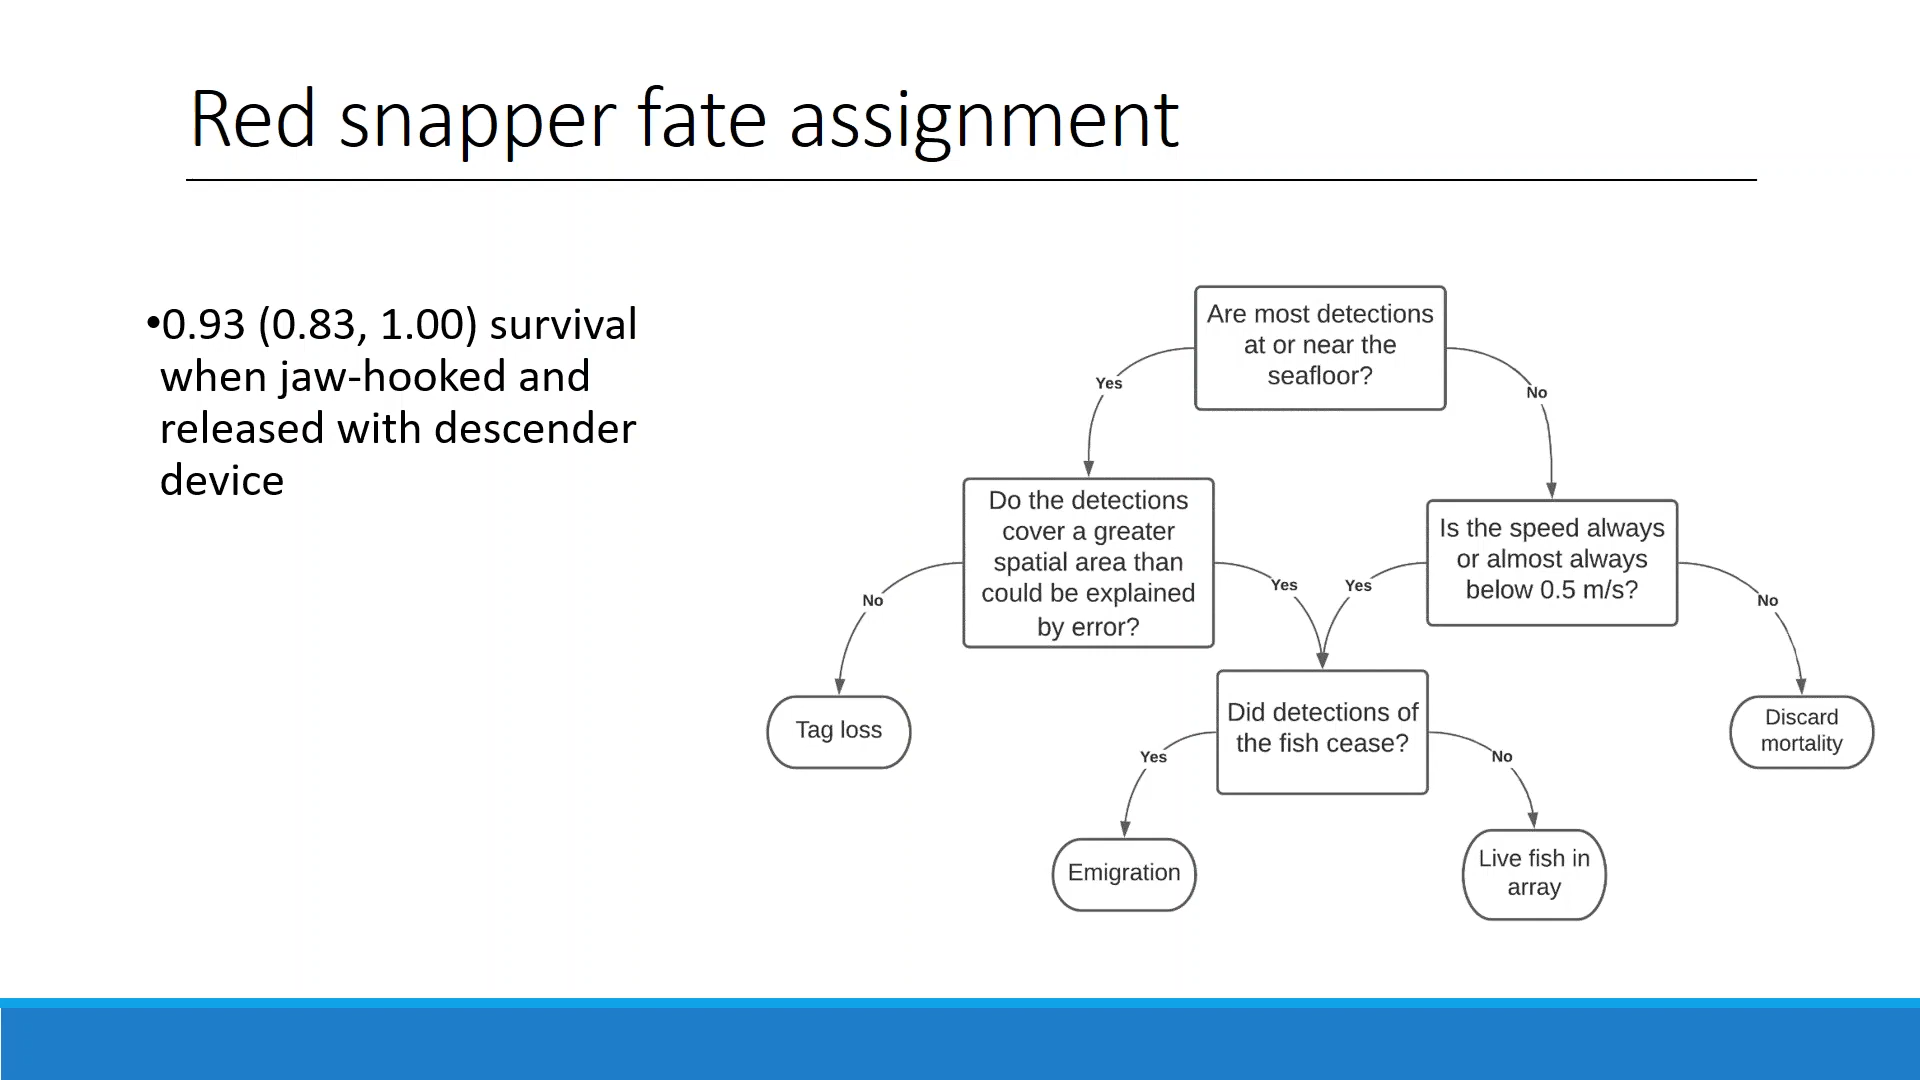 Red snapper fate assignment
•0.93 (0.83, 1.00) survival
when jaw-hooked and
released with descender
device
Are most detections
at or near the
seafloor?
Yes
No
Do the detections
cover a greater
spatial area than
could be explained
by error?
Is the speed always
or almost always
below 0.5 m/s?
No
Yes
Yes
No
Tag loss
Did detections of
the fish cease?
Discard
mortality
Yes
No
Emigration
Live fish in
array